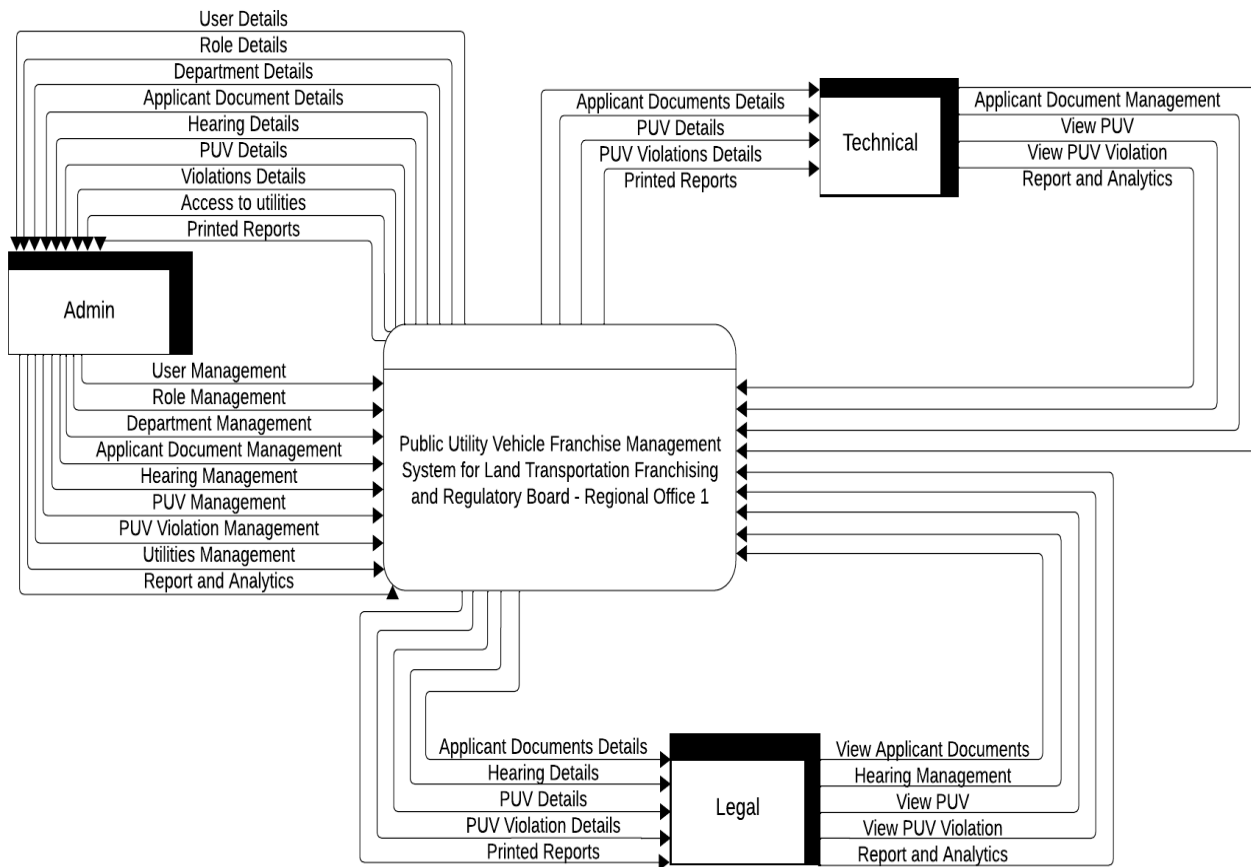 User Details
Role Details
Department Details
Applicant Document Details
Hearing Details
PUV Details
Violations Details
Access to utilities
Printed Reports
Admin
User Management
Role Management
Department Management
Applicant Document Management
Hearing Management
PUV Management
PUV Violation Management
Utilities Management
Report and Analytics
Applicant Documents Details
PUV Details
PUV Violations Details
Printed Reports
Technical
Applicant Document Management
View PUV
View PUV Violation
Report and Analytics
Public Utility Vehicle Franchise Management
System for Land Transportation Franchising
and Regulatory Board - Regional Office 1
Applicant Documents Details
Hearing Details
PUV Details
PUV Violation Details
Printed Reports
Legal
View Applicant Documents
Hearing Management
View PUV
View PUV Violation
Report and Analytics